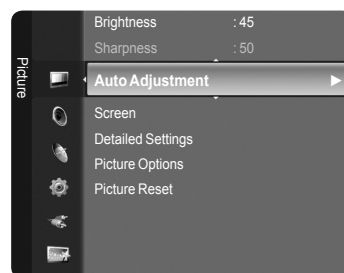 Picture
Brightness : 45
Sharpness : 50
Auto Adjustment
Screen
Detailed Settings
Picture Options
Picture Reset